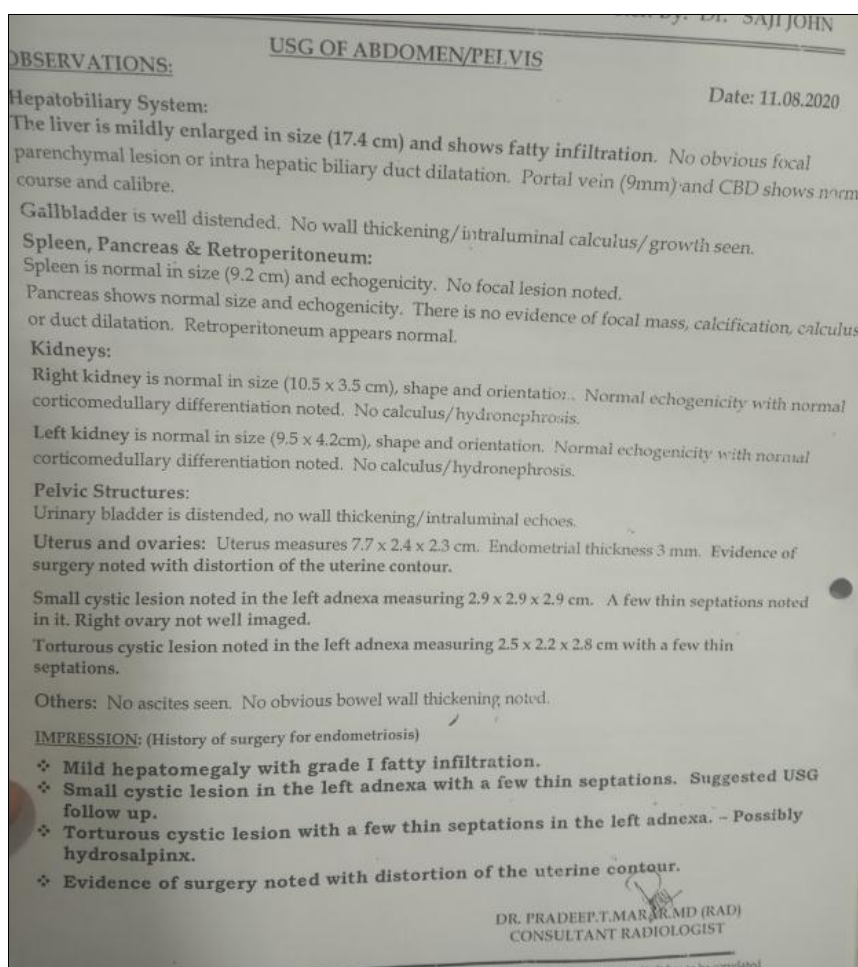 By: Dr. SAJI JOHN
USG OF ABDOMEN/PELVIS
OBSERVATIONS:
Date: 11.08.2020
Hepatobiliary System:
The liver is mildly enlarged in size (17.4 cm) and shows fatty infiltration. No obvious focal
parenchymal lesion or intra hepatic biliary duct dilatation. Portal vein (9mm) and CBD shows norm
course and calibre.
Gallbladder is well distended. No wall thickening/intraluminal calculus/growth seen.
Spleen, Pancreas & Retroperitoneum:
Spleen is normal in size (9.2 cm) and echogenicity. No focal lesion noted.
Pancreas shows normal size and echogenicity. There is no evidence of focal mass, calcification, calculus
or duct dilatation. Retroperitoneum appears normal.
Kidneys:
Right kidney is normal in size (10.5 x 3.5 cm), shape and orientation. Normal echogenicity with normal
corticomedullary differentiation noted. No calculus/hydronephrosis.
Left kidney is normal in size (9.5 x 4.2cm), shape and orientation. Normal echogenicity with normal
corticomedullary differentiation noted. No calculus/hydronephrosis.
Pelvic Structures:
Urinary bladder is distended, no wall thickening/intraluminal echoes.
Uterus and ovaries: Uterus measures 7.7 x 2.4 x 2.3 cm. Endometrial thickness 3 mm. Evidence of
surgery noted with distortion of the uterine contour.
Small cystic lesion noted in the left adnexa measuring 2.9 x 2.9 x 2.9 cm. A few thin septations noted
in it. Right ovary not well imaged.
Torturous cystic lesion noted in the left adnexa measuring 2.5 x 2.2 x 2.8 cm with a few thin
septations.
Others: No ascites seen. No obvious bowel wall thickening noted.
IMPRESSION: (History of surgery for endometriosis)
❖ Mild hepatomegaly with grade I fatty infiltration.
❖ Small cystic lesion in the left adnexa with a few thin septations. Suggested USG
follow up.
❖ Torturous cystic lesion with a few thin septations in the left adnexa. – Possibly
hydrosalpinx.
❖ Evidence of surgery noted with distortion of the uterine contour.
DR. PRADEEP.T.MARAR.MD (RAD)
CONSULTANT RADIOLOGIST